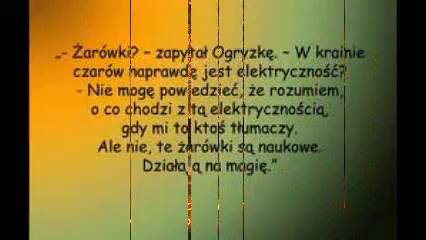 „- Żarówki? – zapytał Ogryzkę. – W krainie
czarów naprawdę jest elektryczność?
- Nie mogę powiedzieć, że rozumiem,
o co chodzi z tą elektrycznością,
gdy mi to ktoś tłumaczy.
Ale nie, te żarówki są naukowe.
Działają na magię.”